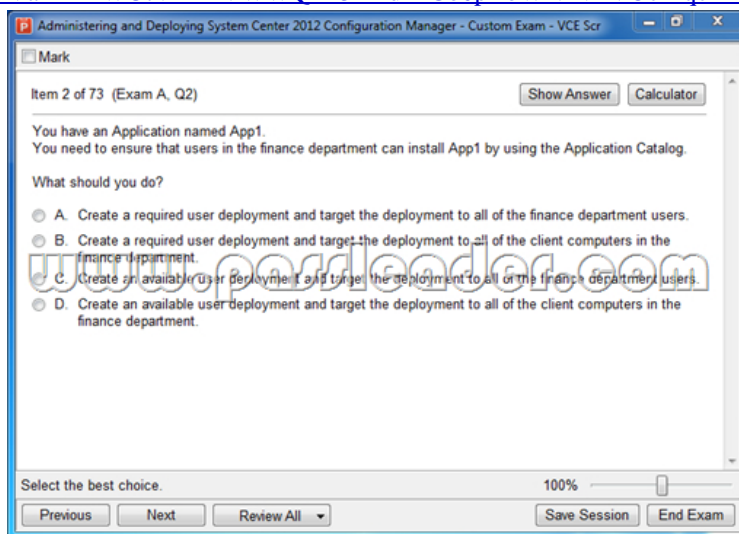 Administering and Deploying System Center 2012 Configuration Manager - Custom Exam - VCE Scr
Mark
Item 2 of 73 (Exam A, Q2)
Show Answer
Calculator
You have an Application named App1.
You need to ensure that users in the finance department can install App1 by using the Application Catalog.
What should you do?
A. Create a required user deployment and target the deployment to all of the finance department users.
B. Create a required user deployment and target the deployment to all of the client computers in the
finance department.
www.passleader.com
C. Create an available user deployment and target the deployment to all of the finance department users.
D. Create an available user deployment and target the deployment to all of the client computers in the
finance department.
Select the best choice.
100%
Previous
Next
Review All
Save Session
End Exam